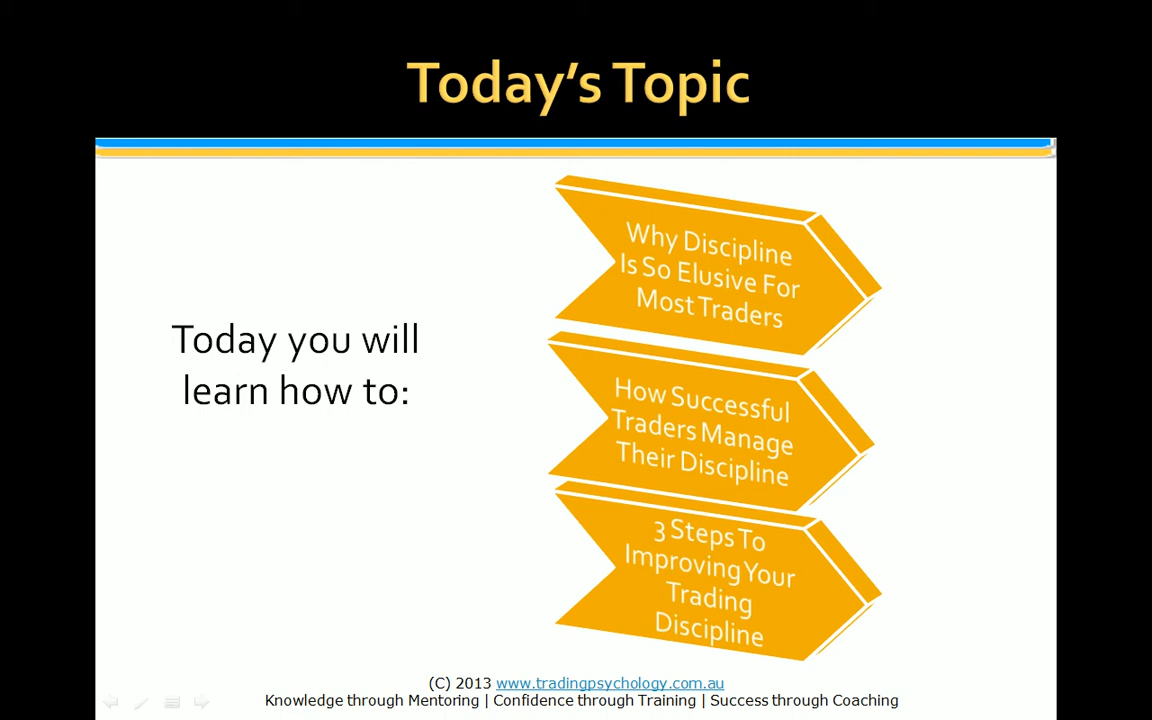 Today’s Topic
Today you will
learn how to:
Why Discipline
Is So Elusive For
Most Traders
How Successful
Traders Manage
Their Discipline
3 Steps To
Improving Your
Trading
Discipline
(C) 2013 www.tradingpsychology.com.au
Knowledge through Mentoring | Confidence through Training | Success through Coaching